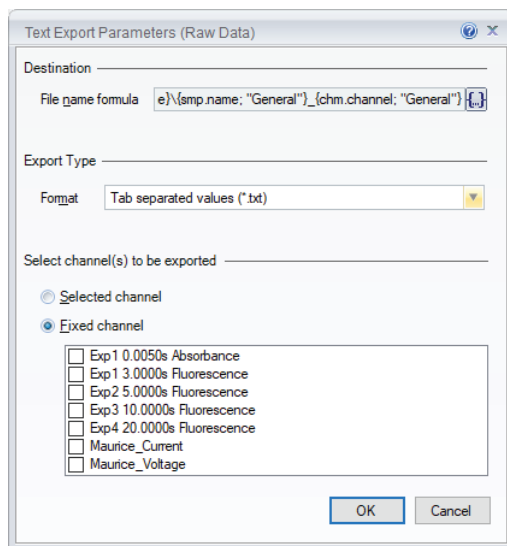 Text Export Parameters (Raw Data)
Destination
File name formula e}\{smp.name; "General"}_{chm.channel; "General"} {..}
Export Type
Format Tab separated values (*.txt)
Select channel(s) to be exported
Selected channel
Fixed channel
Exp1 0.0050s Absorbance
Exp1 3.0000s Fluorescence
Exp2 5.0000s Fluorescence
Exp3 10.0000s Fluorescence
Exp4 20.0000s Fluorescence
Maurice_Current
Maurice_Voltage
OK Cancel